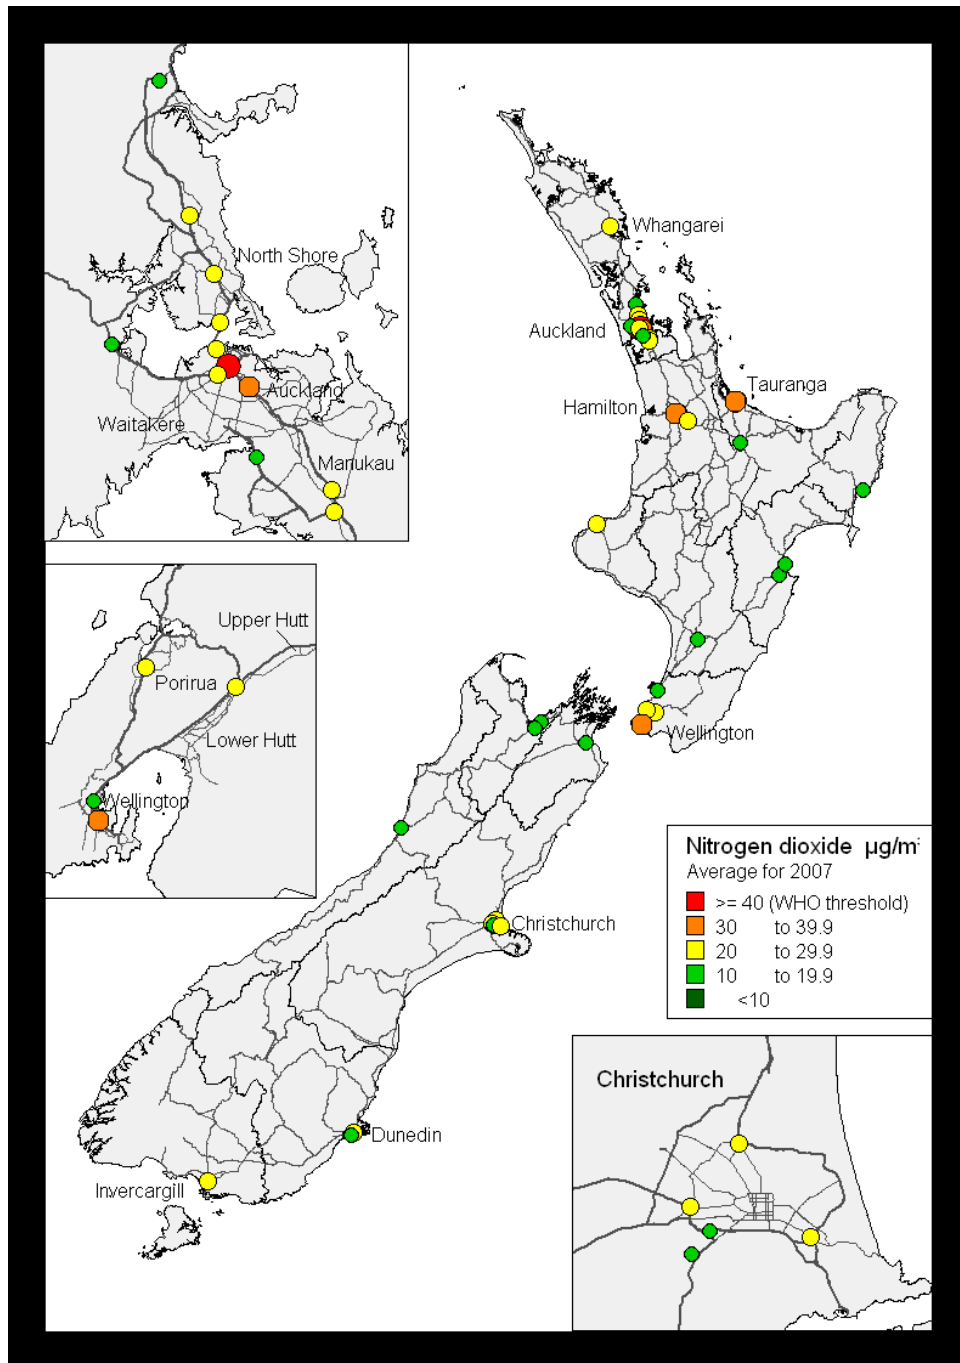 North Shore
Auckland
Waitakere
Manukau
Whangarei
Auckland
Tauranga
Hamilton
Upper Hutt
Porirua
Lower Hutt
Wellington
Wellington
Nitrogen dioxide µg/m
Average for 2007
>= 40 (WHO threshold)
30 to 39.9
20 to 29.9
10 to 19.9
<10
Christchurch
Dunedin
Invercargill
Christchurch